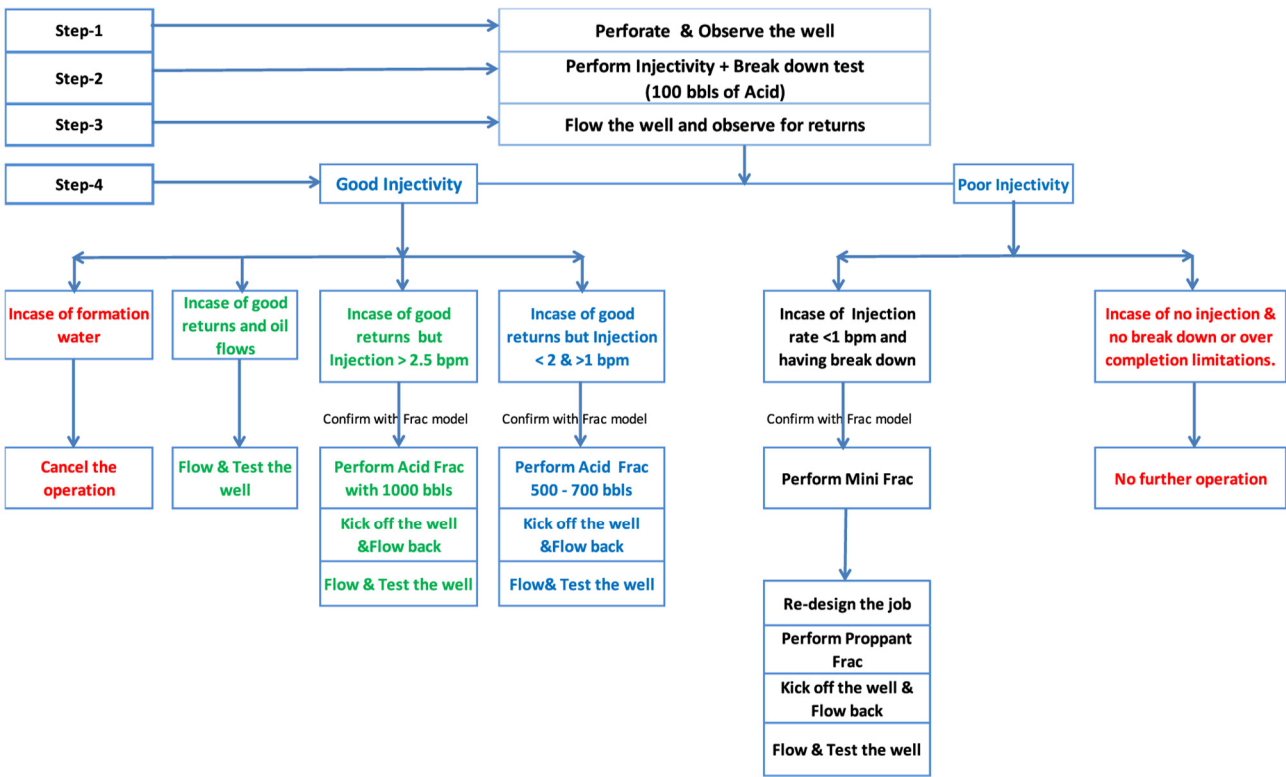 Step-1
Perforate & Observe the well
Step-2
Perform Injectivity + Break down test
(100 bbls of Acid)
Step-3
Flow the well and observe for returns
Step-4
Good Injectivity
Poor Injectivity
Incase of formation
water
Incase of good
returns and oil
flows
Incase of good
returns but
Injection > 2.5 bpm
Incase of good
returns but Injection
< 2 & >1 bpm
Incase of Injection
rate <1 bpm and
having break down
Incase of no injection &
no break down or over
completion limitations.
Confirm with Frac model
Confirm with Frac model
Confirm with Frac model
Cancel the
operation
Flow & Test the
well
Perform Acid Frac
with 1000 bbls
Perform Acid Frac
500 - 700 bbls
Perform Mini Frac
No further operation
Kick off the well
&Flow back
Kick off the well
&Flow back
Flow & Test the well
Flow& Test the well
Re-design the job
Perform Proppant
Frac
Kick off the well &
Flow back
Flow & Test the well